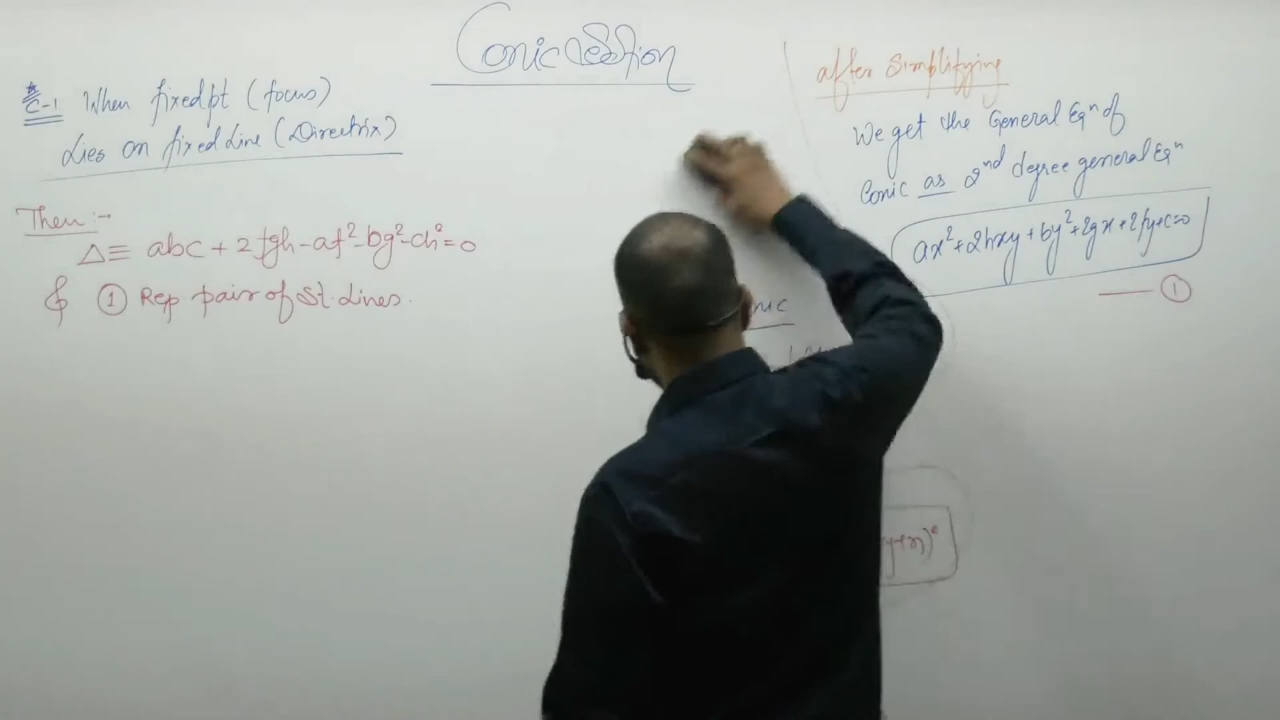 Conic Section
C-1 When fixed pt (focus)
Lies on fixed Line (Directrix)
Then :-
Δ ≡ abc + 2fgh - af² - bg² - ch² = 0
& ① Rep pair of St. Lines.
after Simplifying
We get the General Eqⁿ of
Conic as 2nd degree general Eqⁿ
ax² + 2hxy + by² + 2gx + 2fy + c = 0
①